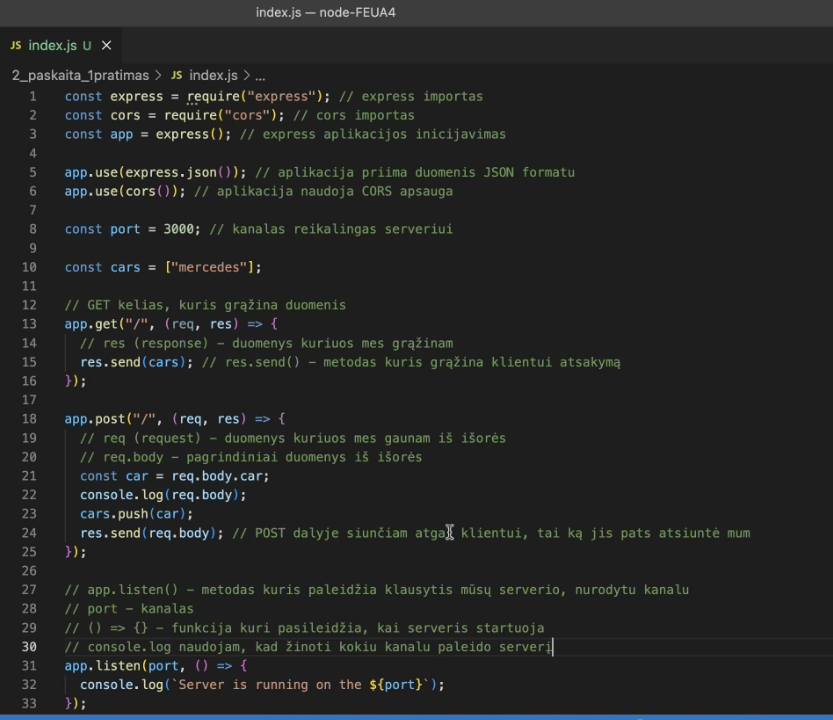 index.js — node-FEUA4
JS index.js U ×
2_paskaita_1pratimas > JS index.js > ...
1 const express = require("express"); // express importas
2 const cors = require("cors"); // cors importas
3 const app = express(); // express aplikacijos inicijavimas
4
5 app.use(express.json()); // aplikacija priima duomenis JSON formatu
6 app.use(cors()); // aplikacija naudoja CORS apsauga
7
8 const port = 3000; // kanalas reikalingas serveriui
9
10 const cars = ["mercedes"];
11
12 // GET kelias, kuris grąžina duomenis
13 app.get("/", (req, res) => {
14 // res (response) – duomenys kuriuos mes grąžinam
15 res.send(cars); // res.send() – metodas kuris grąžina klientui atsakymą
16 });
17
18 app.post("/", (req, res) => {
19 // req (request) – duomenys kuriuos mes gaunam iš išorės
20 // req.body – pagrindiniai duomenys iš išorės
21 const car = req.body.car;
22 console.log(req.body);
23 cars.push(car);
24 res.send(req.body); // POST dalyje siunčiam atgal klientui, tai ką jis pats atsiuntė mum
25 });
26
27 // app.listen() – metodas kuris paleidžia klausytis mūsų serverio, nurodytu kanalu
28 // port – kanalas
29 // () => {} – funkcija kuri pasileidžia, kai serveris startuoja
30 // console.log naudojam, kad žinoti kokiu kanalu paleido serverį
31 app.listen(port, () => {
32 console.log(`Server is running on the ${port}`);
33 });